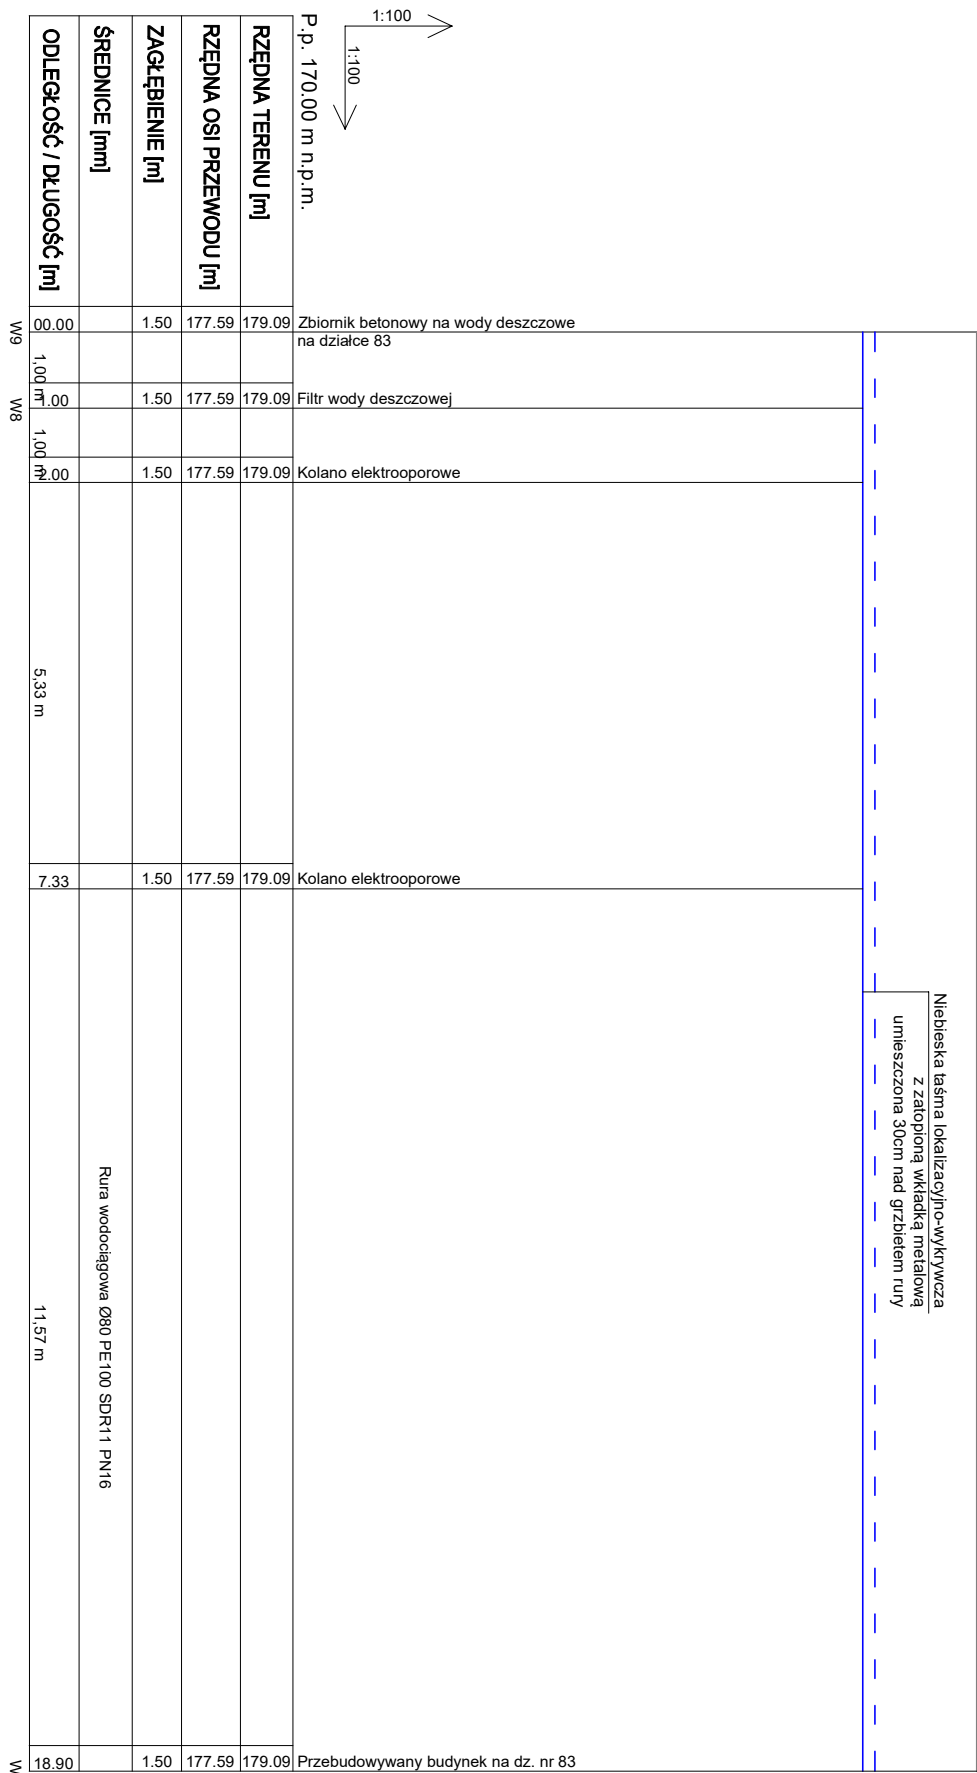 1:100
1:100
P.p. 170.00 m n.p.m.
RZĘDNA TERENU [m]
RZĘDNA OSI PRZEWODU [m]
ZAGŁĘBIENIE [m]
ŚREDNICE [mm]
ODLEGŁOŚĆ / DŁUGOŚĆ [m]
W9
00.00 1.50 177.59 179.09 Zbiornik betonowy na wody deszczowe
na działce 83
1,00 m
W8
1.00 1.50 177.59 179.09 Filtr wody deszczowej
1,00 m
2.00 1.50 177.59 179.09 Kolano elektrooporowe
5,33 m
7.33 1.50 177.59 179.09 Kolano elektrooporowe
Niebieska taśma lokalizacyjno-wykrywcza
z zatopioną wkładką metalową
umieszczona 30cm nad grzbietem rury
Rura wodociągowa Ø80 PE100 SDR11 PN16
11,57 m
18.90 1.50 177.59 179.09 Przebudowywany budynek na dz. nr 83